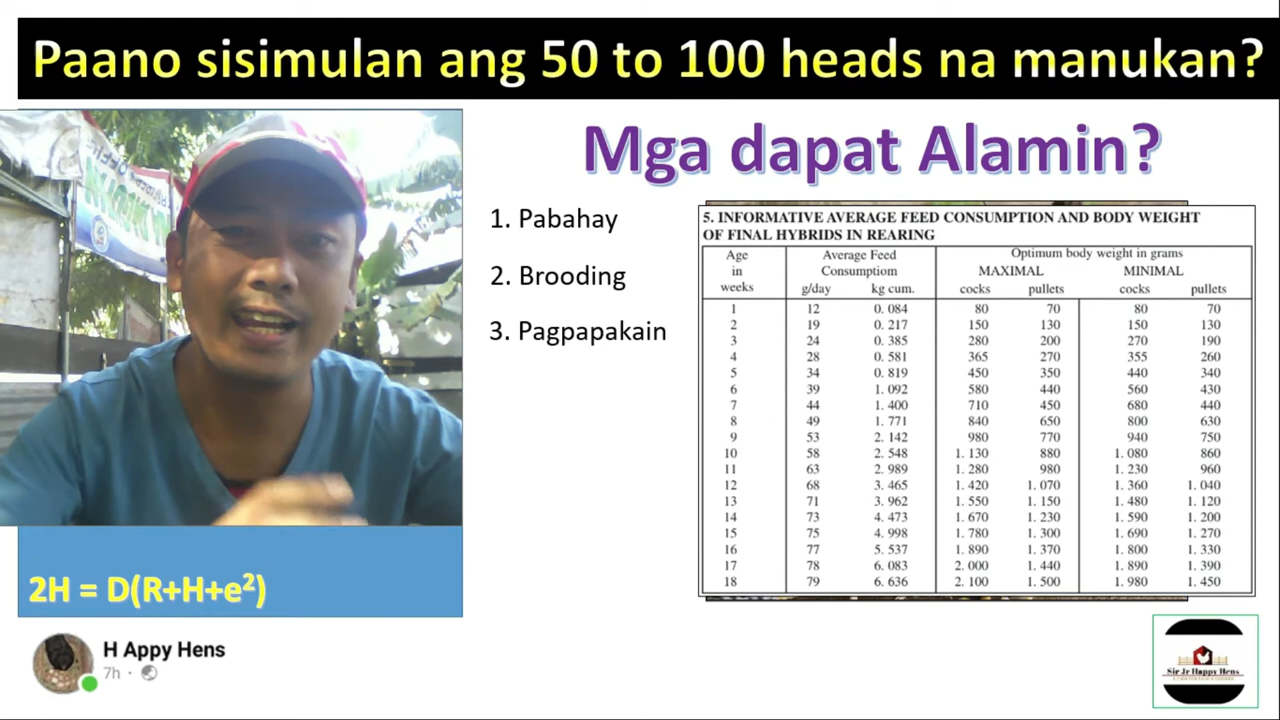 Paano sisimulan ang 50 to 100 heads na manukan?
Mga dapat Alamin?
1. Pabahay
2. Brooding
3. Pagpapakain
5. INFORMATIVE AVERAGE FEED CONSUMPTION AND BODY WEIGHT
OF FINAL HYBRIDS IN REARING
Age in weeks Average Feed Consumptiom Optimum body weight in grams
MAXIMAL MINIMAL
g/day kg cum. cocks pullets cocks pullets
1 12 0. 084 80 70 80 70
2 19 0. 217 150 130 150 130
3 24 0. 385 280 200 270 190
4 28 0. 581 365 270 355 260
5 34 0. 819 450 350 440 340
6 39 1. 092 580 440 560 430
7 44 1. 400 710 450 680 440
8 49 1. 771 840 650 800 630
9 53 2. 142 980 770 940 750
10 58 2. 548 1. 130 880 1. 080 860
11 63 2. 989 1. 280 980 1. 230 960
12 68 3. 465 1. 420 1. 070 1. 360 1. 040
13 71 3. 962 1. 550 1. 150 1. 480 1. 120
14 73 4. 473 1. 670 1. 230 1. 590 1. 200
15 75 4. 998 1. 780 1. 300 1. 690 1. 270
16 77 5. 537 1. 890 1. 370 1. 800 1. 330
17 78 6. 083 2. 000 1. 440 1. 890 1. 390
18 79 6. 636 2. 100 1. 500 1. 980 1. 450
2H = D(R+H+e²)
H Appy Hens
7h ·
Sir Jr Happy Hens